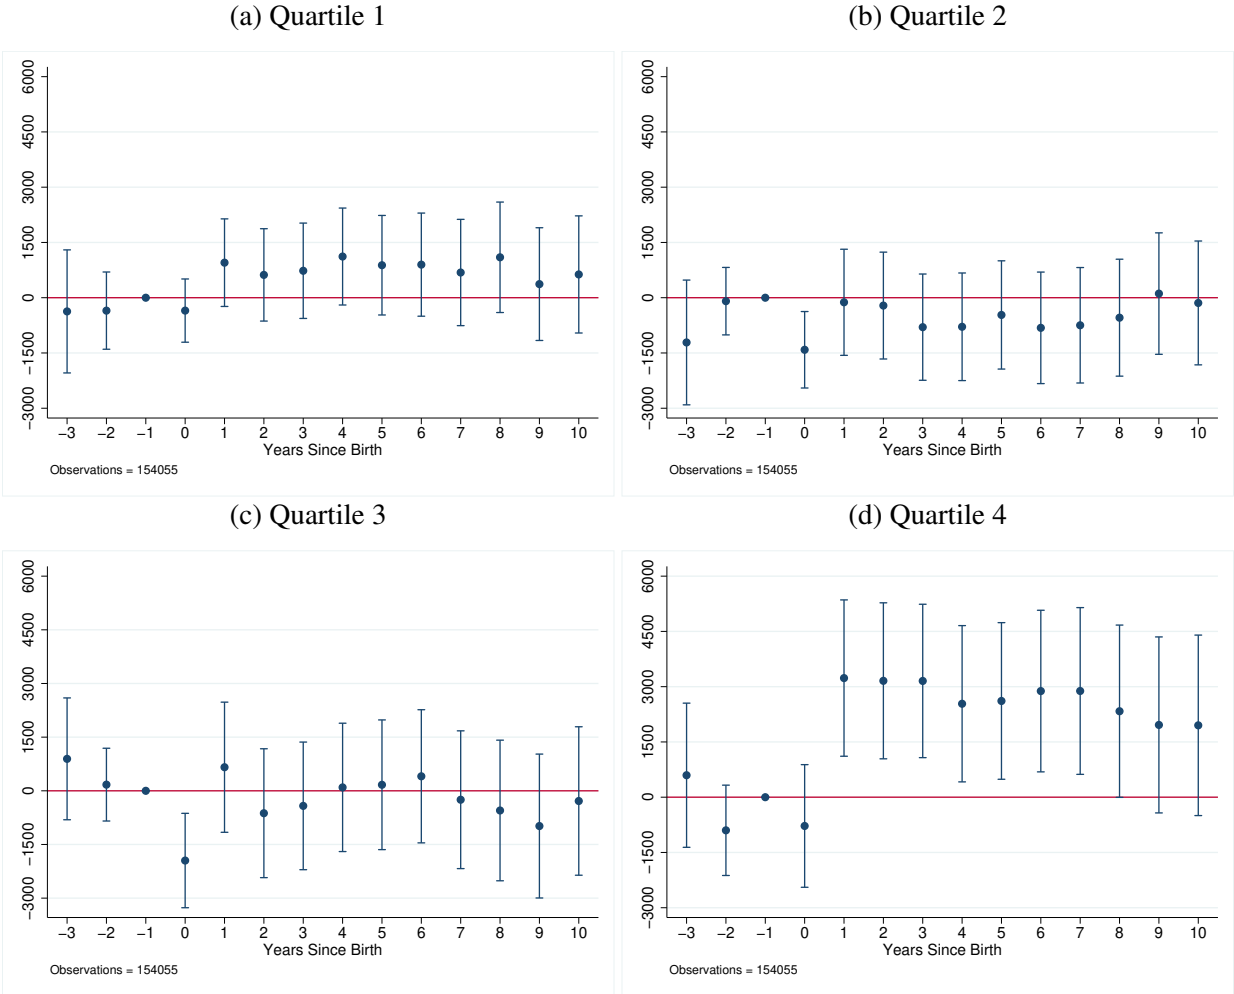 (a) Quartile 1
6000
4500
3000
1500
0
−1500
−3000
−3 −2 −1 0 1 2 3 4 5 6 7 8 9 10
Years Since Birth
Observations = 154055
(b) Quartile 2
6000
4500
3000
1500
0
−1500
−3000
−3 −2 −1 0 1 2 3 4 5 6 7 8 9 10
Years Since Birth
Observations = 154055
(c) Quartile 3
6000
4500
3000
1500
0
−1500
−3000
−3 −2 −1 0 1 2 3 4 5 6 7 8 9 10
Years Since Birth
Observations = 154055
(d) Quartile 4
6000
4500
3000
1500
0
−1500
−3000
−3 −2 −1 0 1 2 3 4 5 6 7 8 9 10
Years Since Birth
Observations = 154055